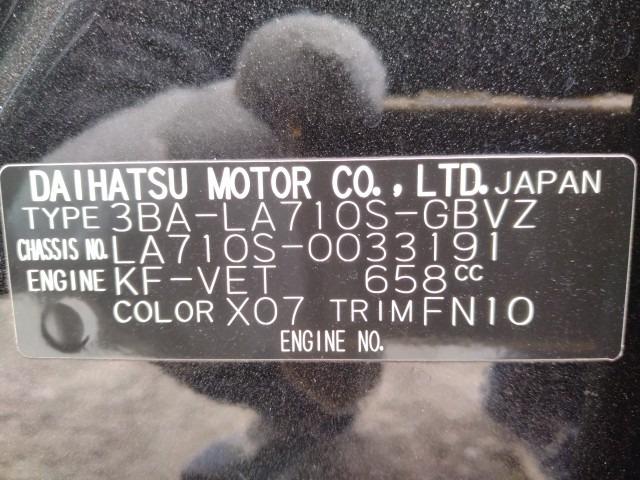 DAIHATSU MOTOR CO., LTD. JAPAN
TYPE 3BA-LA710S-GBVZ
CHASSIS NO. LA710S-0033191
ENGINE KF-VET 658CC
COLOR X07 TRIM FN10
ENGINE NO.